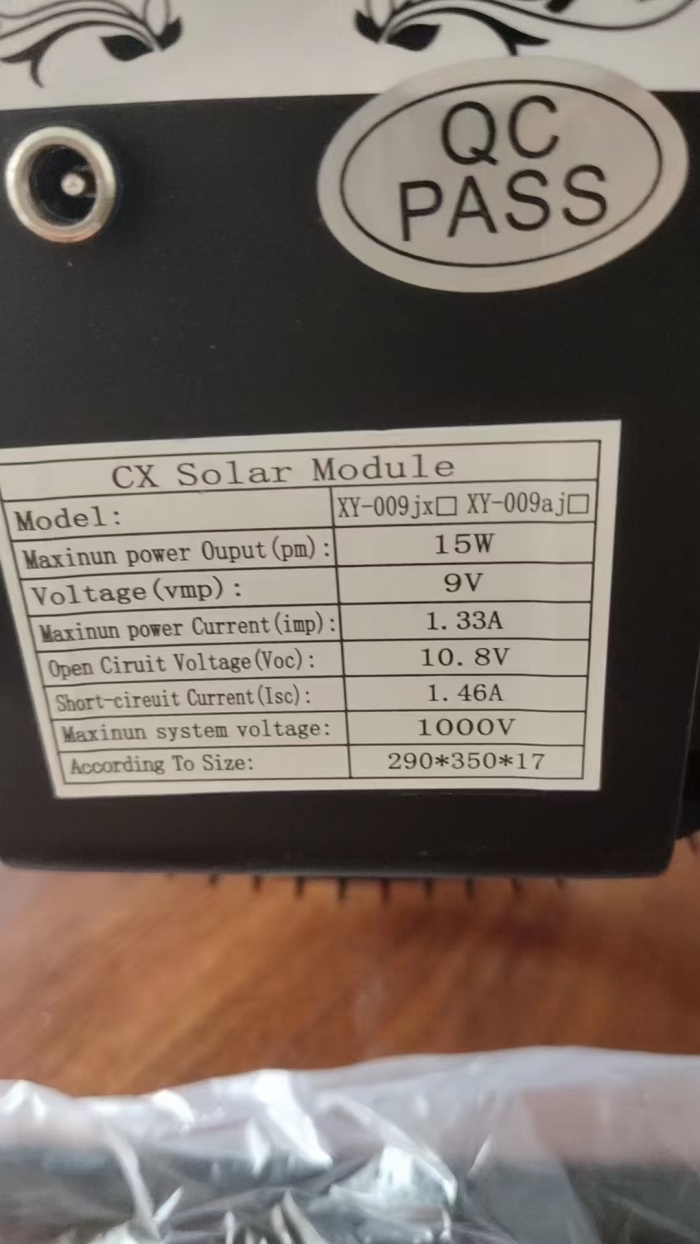 QC
PASS
CX Solar Module
Model: XY-009jx□ XY-009aj□
Maxinun power Ouput(pm): 15W
Voltage(vmp): 9V
Maxinun power Current(imp): 1.33A
Open Ciruit Voltage(Voc): 10.8V
Short-cireuit Current(Isc): 1.46A
Maxinun system voltage: 1000V
According To Size: 290*350*17